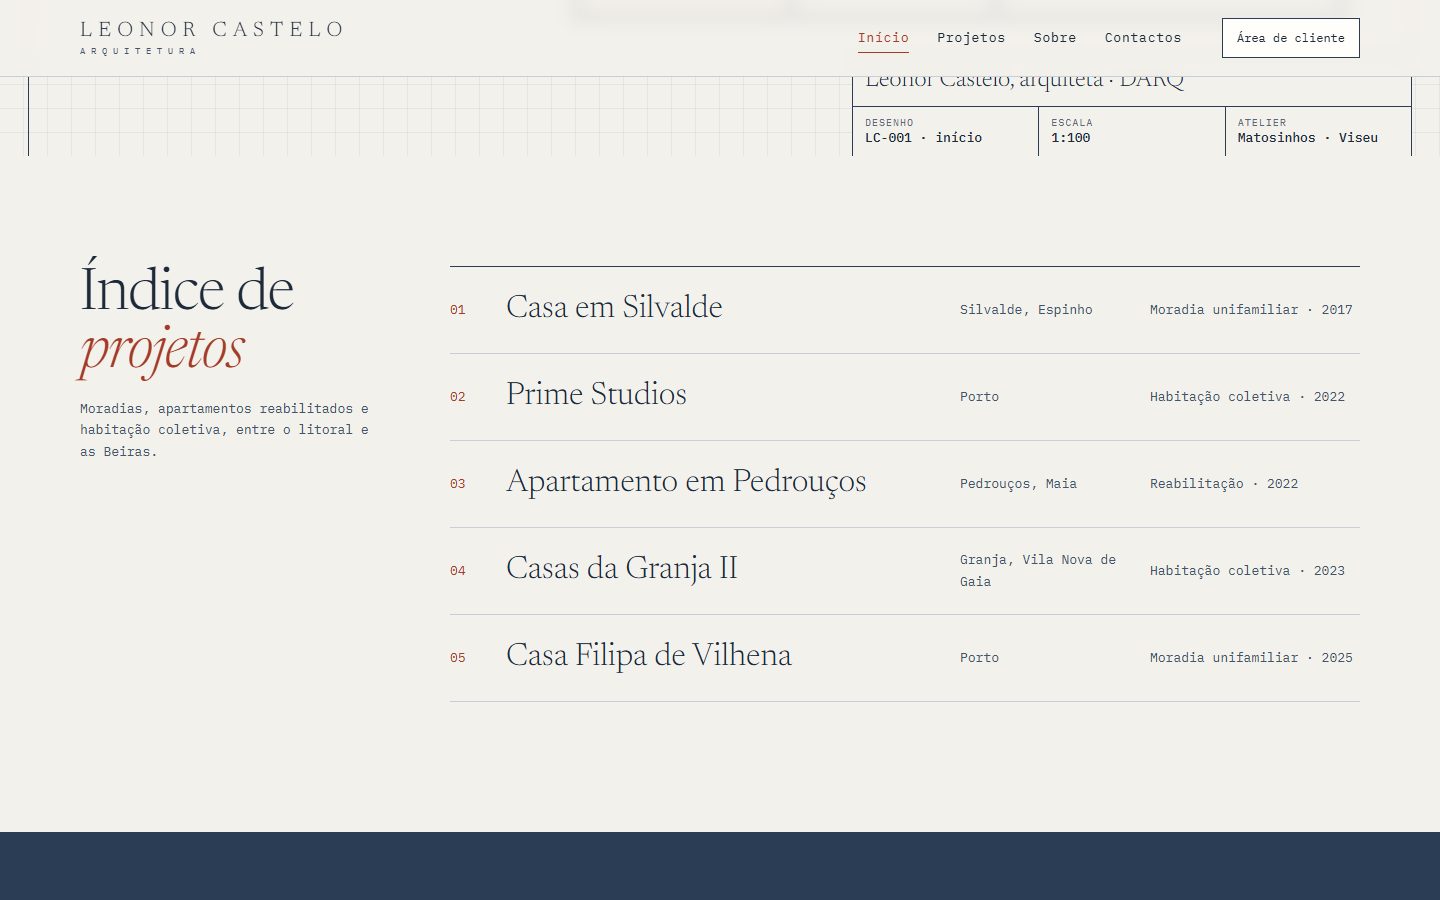 LEONOR CASTELO
ARQUITETURA
Início Projetos Sobre Contactos Área de cliente
Leonor Castelo, arquiteta · DARQ
DESENHO
LC-001 · início
ESCALA
1:100
ATELIER
Matosinhos · Viseu
Índice de
projetos
Moradias, apartamentos reabilitados e
habitação coletiva, entre o litoral e
as Beiras.
01 Casa em Silvalde Silvalde, Espinho Moradia unifamiliar · 2017
02 Prime Studios Porto Habitação coletiva · 2022
03 Apartamento em Pedrouços Pedrouços, Maia Reabilitação · 2022
04 Casas da Granja II Granja, Vila Nova de Gaia Habitação coletiva · 2023
05 Casa Filipa de Vilhena Porto Moradia unifamiliar · 2025